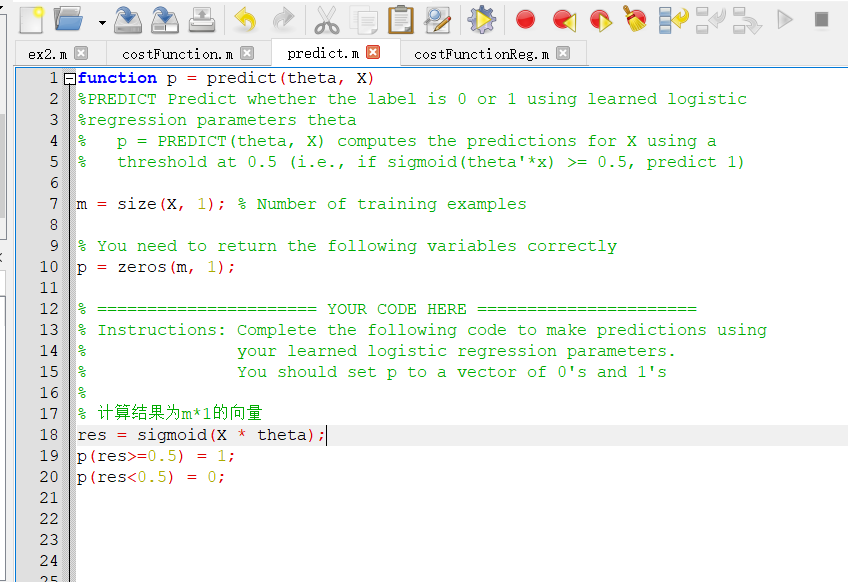 ex2.m costFunction.m predict.m costFunctionReg.m
1 function p = predict(theta, X)
2 %PREDICT Predict whether the label is 0 or 1 using learned logistic
3 %regression parameters theta
4 %   p = PREDICT(theta, X) computes the predictions for X using a
5 %   threshold at 0.5 (i.e., if sigmoid(theta'*x) >= 0.5, predict 1)
6
7 m = size(X, 1); % Number of training examples
8
9 % You need to return the following variables correctly
10 p = zeros(m, 1);
11
12 % ====================== YOUR CODE HERE ======================
13 % Instructions: Complete the following code to make predictions using
14 %               your learned logistic regression parameters.
15 %               You should set p to a vector of 0's and 1's
16 %
17 % 计算结果为m*1的向量
18 res = sigmoid(X * theta);
19 p(res>=0.5) = 1;
20 p(res<0.5) = 0;
21
22
23
24
25